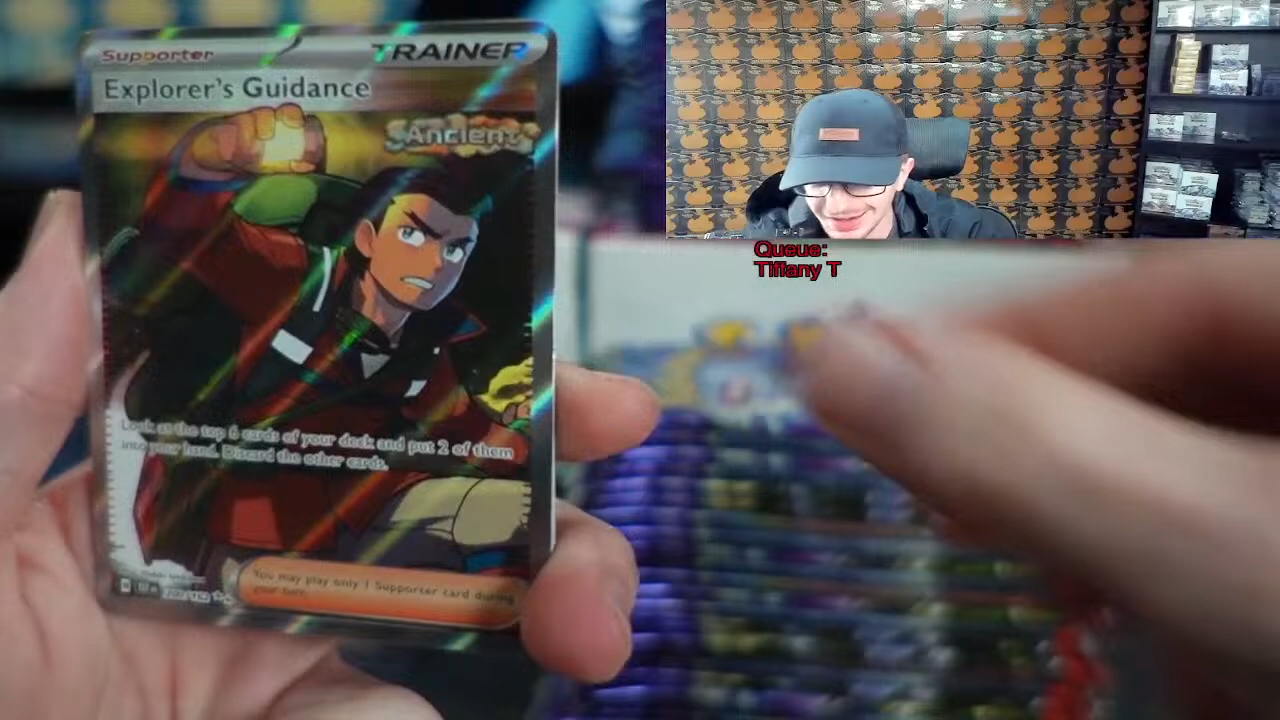 Supporter TRAINER
Explorer's Guidance
Ancient
Look at the top 6 cards of your deck and put 2 of them
into your hand. Discard the other cards.
You may play only 1 Supporter card during
your turn.
Queue:
Tiffany T